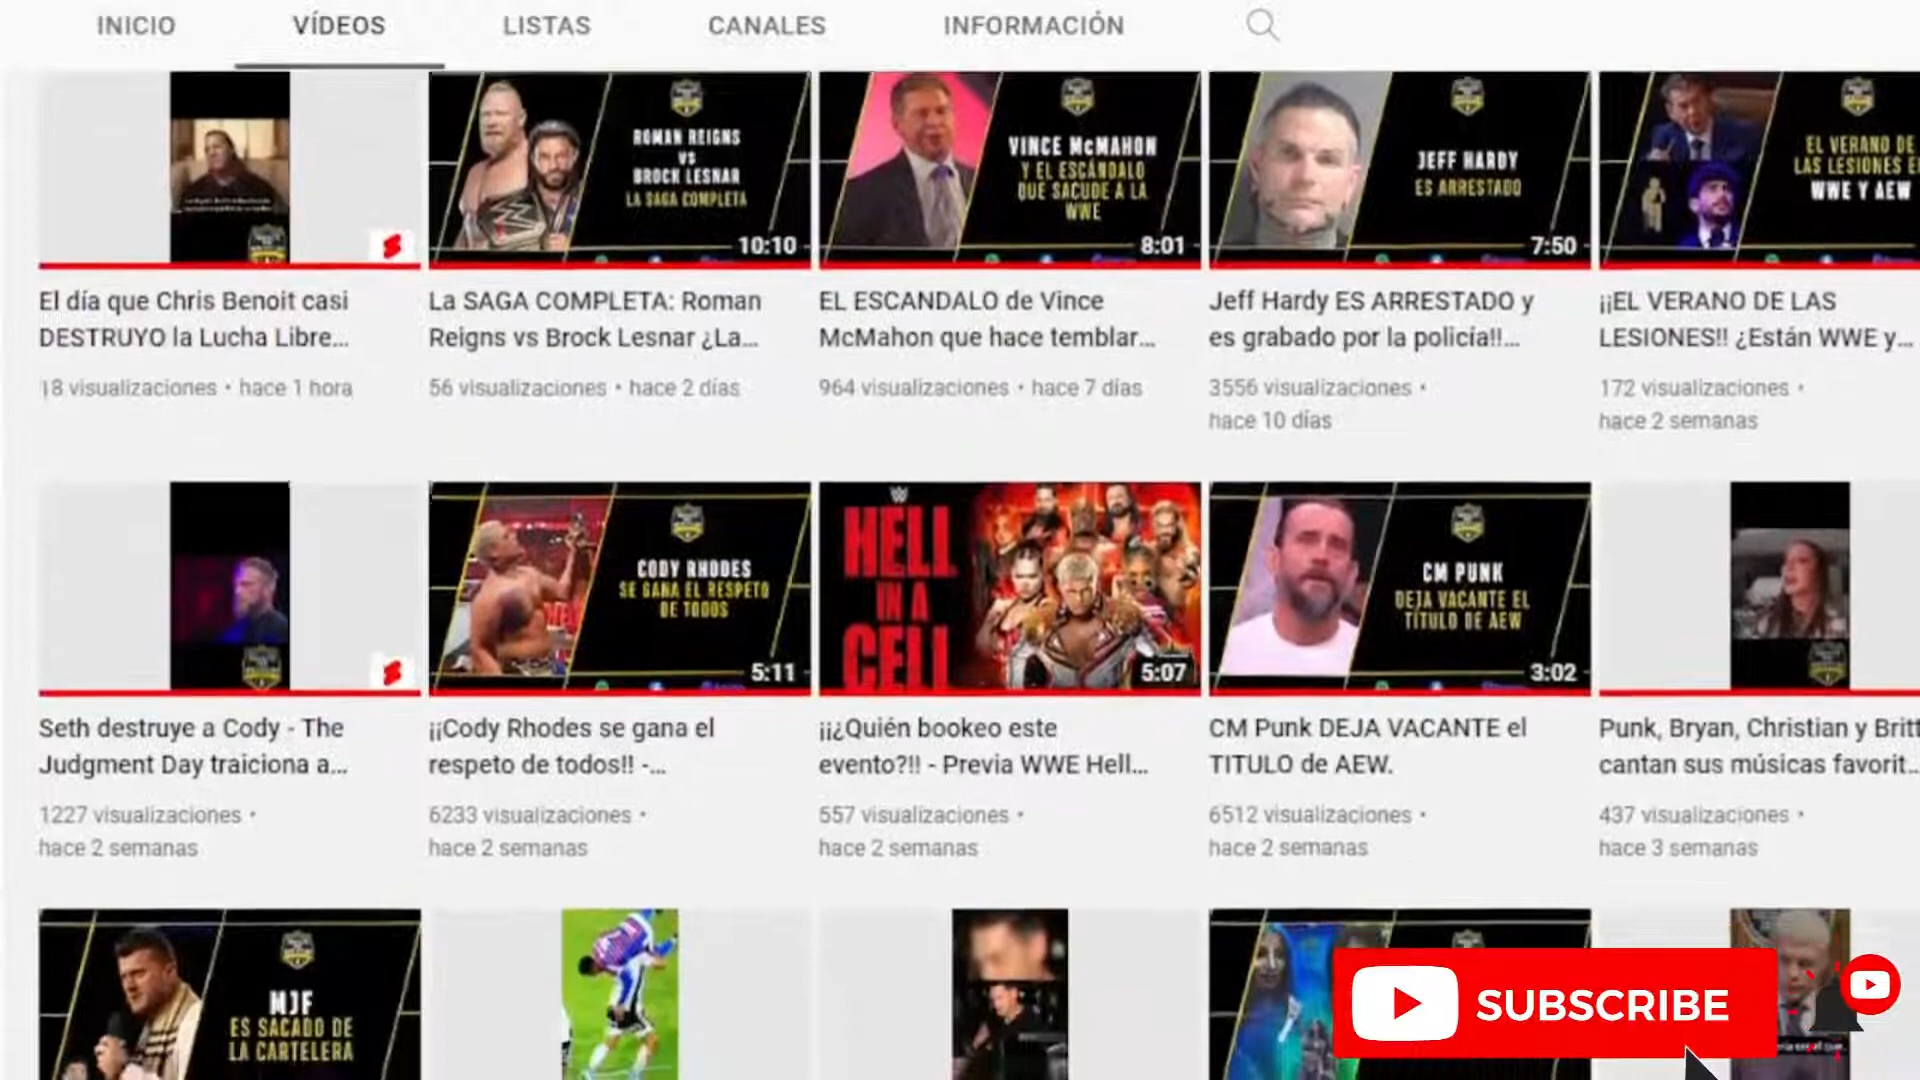 INICIO
VÍDEOS
LISTAS
CANALES
INFORMACIÓN
ROMAN REIGNS
VS
BROCK LESNAR
LA SAGA COMPLETA
10:10
VINCE McMAHON
Y EL ESCÁNDALO
QUE SACUDE A LA
WWE
8:01
JEFF HARDY
ES ARRESTADO
7:50
EL VERANO DE
LAS LESIONES E
WWE Y AEW
El día que Chris Benoit casi
DESTRUYO la Lucha Libre...
18 visualizaciones • hace 1 hora
La SAGA COMPLETA: Roman
Reigns vs Brock Lesnar ¿La...
56 visualizaciones • hace 2 días
EL ESCANDALO de Vince
McMahon que hace temblar...
964 visualizaciones • hace 7 días
Jeff Hardy ES ARRESTADO y
es grabado por la policía!!...
3556 visualizaciones •
hace 10 días
¡¡EL VERANO DE LAS
LESIONES!! ¿Están WWE y...
172 visualizaciones •
hace 2 semanas
CODY RHODES
SE GANA EL RESPETO
DE TODOS
5:11
W
HELL
IN A
CELL
5:07
CM PUNK
DEJA VACANTE EL
TÍTULO DE AEW
3:02
Seth destruye a Cody - The
Judgment Day traiciona a...
1227 visualizaciones •
hace 2 semanas
¡¡Cody Rhodes se gana el
respeto de todos!! -...
6233 visualizaciones •
hace 2 semanas
¡¡¿Quién bookeo este
evento?!! - Previa WWE Hell...
557 visualizaciones •
hace 2 semanas
CM Punk DEJA VACANTE el
TITULO de AEW.
6512 visualizaciones •
hace 2 semanas
Punk, Bryan, Christian y Britt
cantan sus músicas favorit...
437 visualizaciones •
hace 3 semanas
MJF
ES SACADO DE
LA CARTELERA
SUBSCRIBE